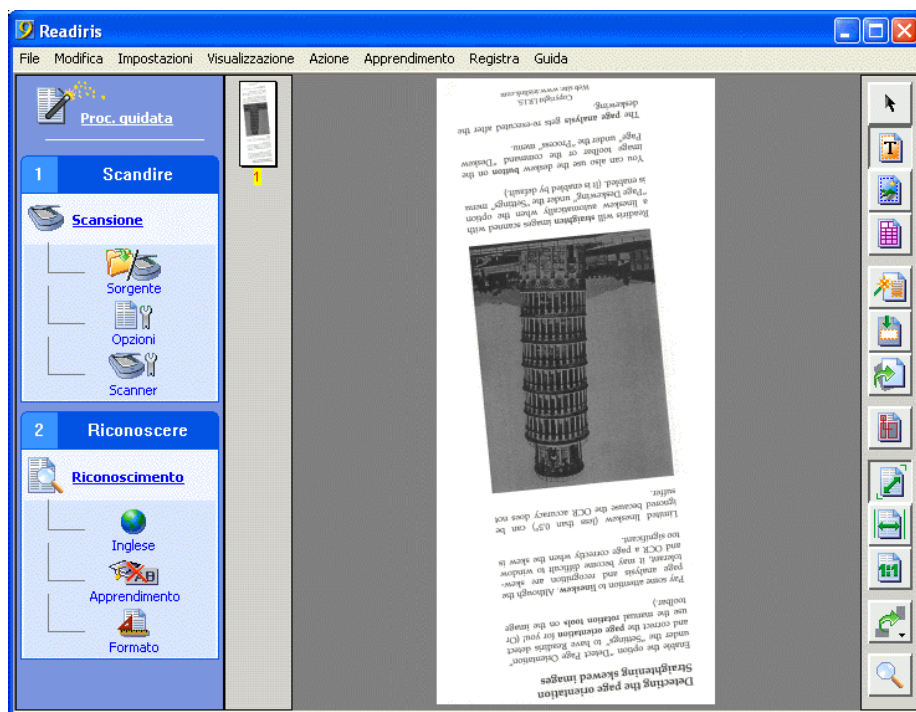 Readiris
File Modifica Impostazioni Visualizzazione Azione Apprendimento Registra Guida
Proc. guidata
1 Scandire
Scansione
Sorgente
Opzioni
Scanner
2 Riconoscere
Riconoscimento
Inglese
Apprendimento
Formato
1
Detecting the page orientation
Straightening skewed images
Enable the option "Detect Page Orientation"
under the "Settings" to have Readiris detect
and correct the page orientation for you! (Or
use the manual rotation tools on the image
toolbar.)
Pay some attention to lineskew. Although the
page analysis and recognition are skew-
tolerant, it may become difficult to window
and OCR a page correctly when the skew is
too significant.
Limited lineskew (less than 0.5°) can be
ignored because the OCR accuracy does not
suffer.
Readiris will straighten images scanned with
a lineskew automatically when the option
"Page Deskewing" under the "Settings" menu
is enabled. (It is enabled by default.)
You can also use the deskew button on the
image toolbar or the command "Deskew
Page" under the "Process" menu.
The page analysis gets re-executed after the
deskewing.
Copyright I.R.I.S.
Web site: www.irislink.com
T
1:1